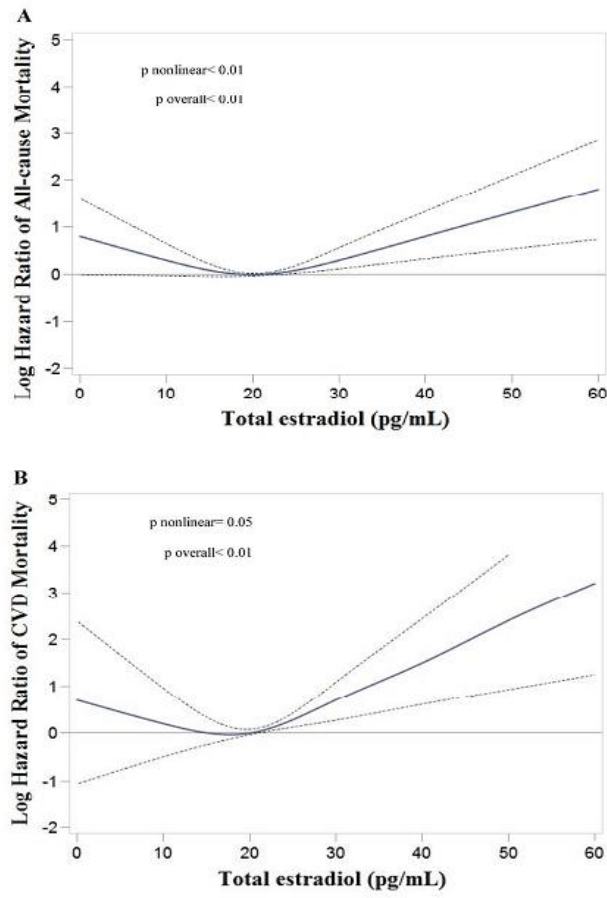 A
Log Hazard Ratio of All-cause Mortality
5
4
3
2
1
0
-1
-2
p nonlinear< 0.01
p overall< 0.01
0 10 20 30 40 50 60
Total estradiol (pg/mL)
B
Log Hazard Ratio of CVD Mortality
5
4
3
2
1
0
-1
-2
p nonlinear= 0.05
p overall< 0.01
0 10 20 30 40 50 60
Total estradiol (pg/mL)